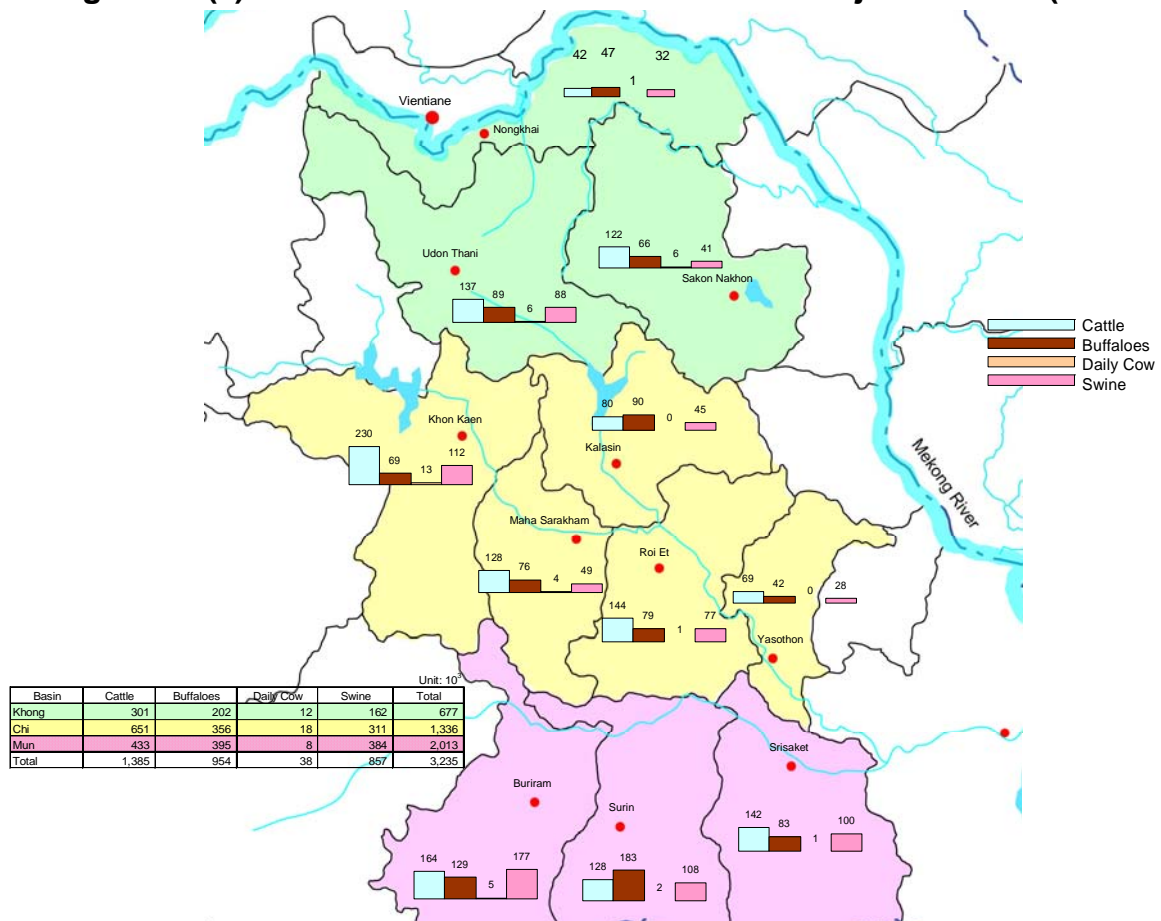 42 47 1 32
Vientiane
Nongkhai
122 66 6 41
Udon Thani
Sakon Nakhon
137 89 6 88
Cattle
Buffaloes
Daily Cow
Swine
80 90 0 45
Khon Kaen
230 69 13 112
Kalasin
Mekong River
Maha Sarakham
Roi Et
128 76 4 49
69 42 0 28
144 79 1 77
Yasothon
Unit: 10³
Basin Cattle Buffaloes Daily Cow Swine Total
Khong 301 202 12 162 677
Chi 651 356 18 311 1,336
Mun 433 395 8 384 2,013
Total 1,385 954 38 857 3,235
Srisaket
Buriram
Surin
142 83 1 100
164 129 5 177
128 183 2 108